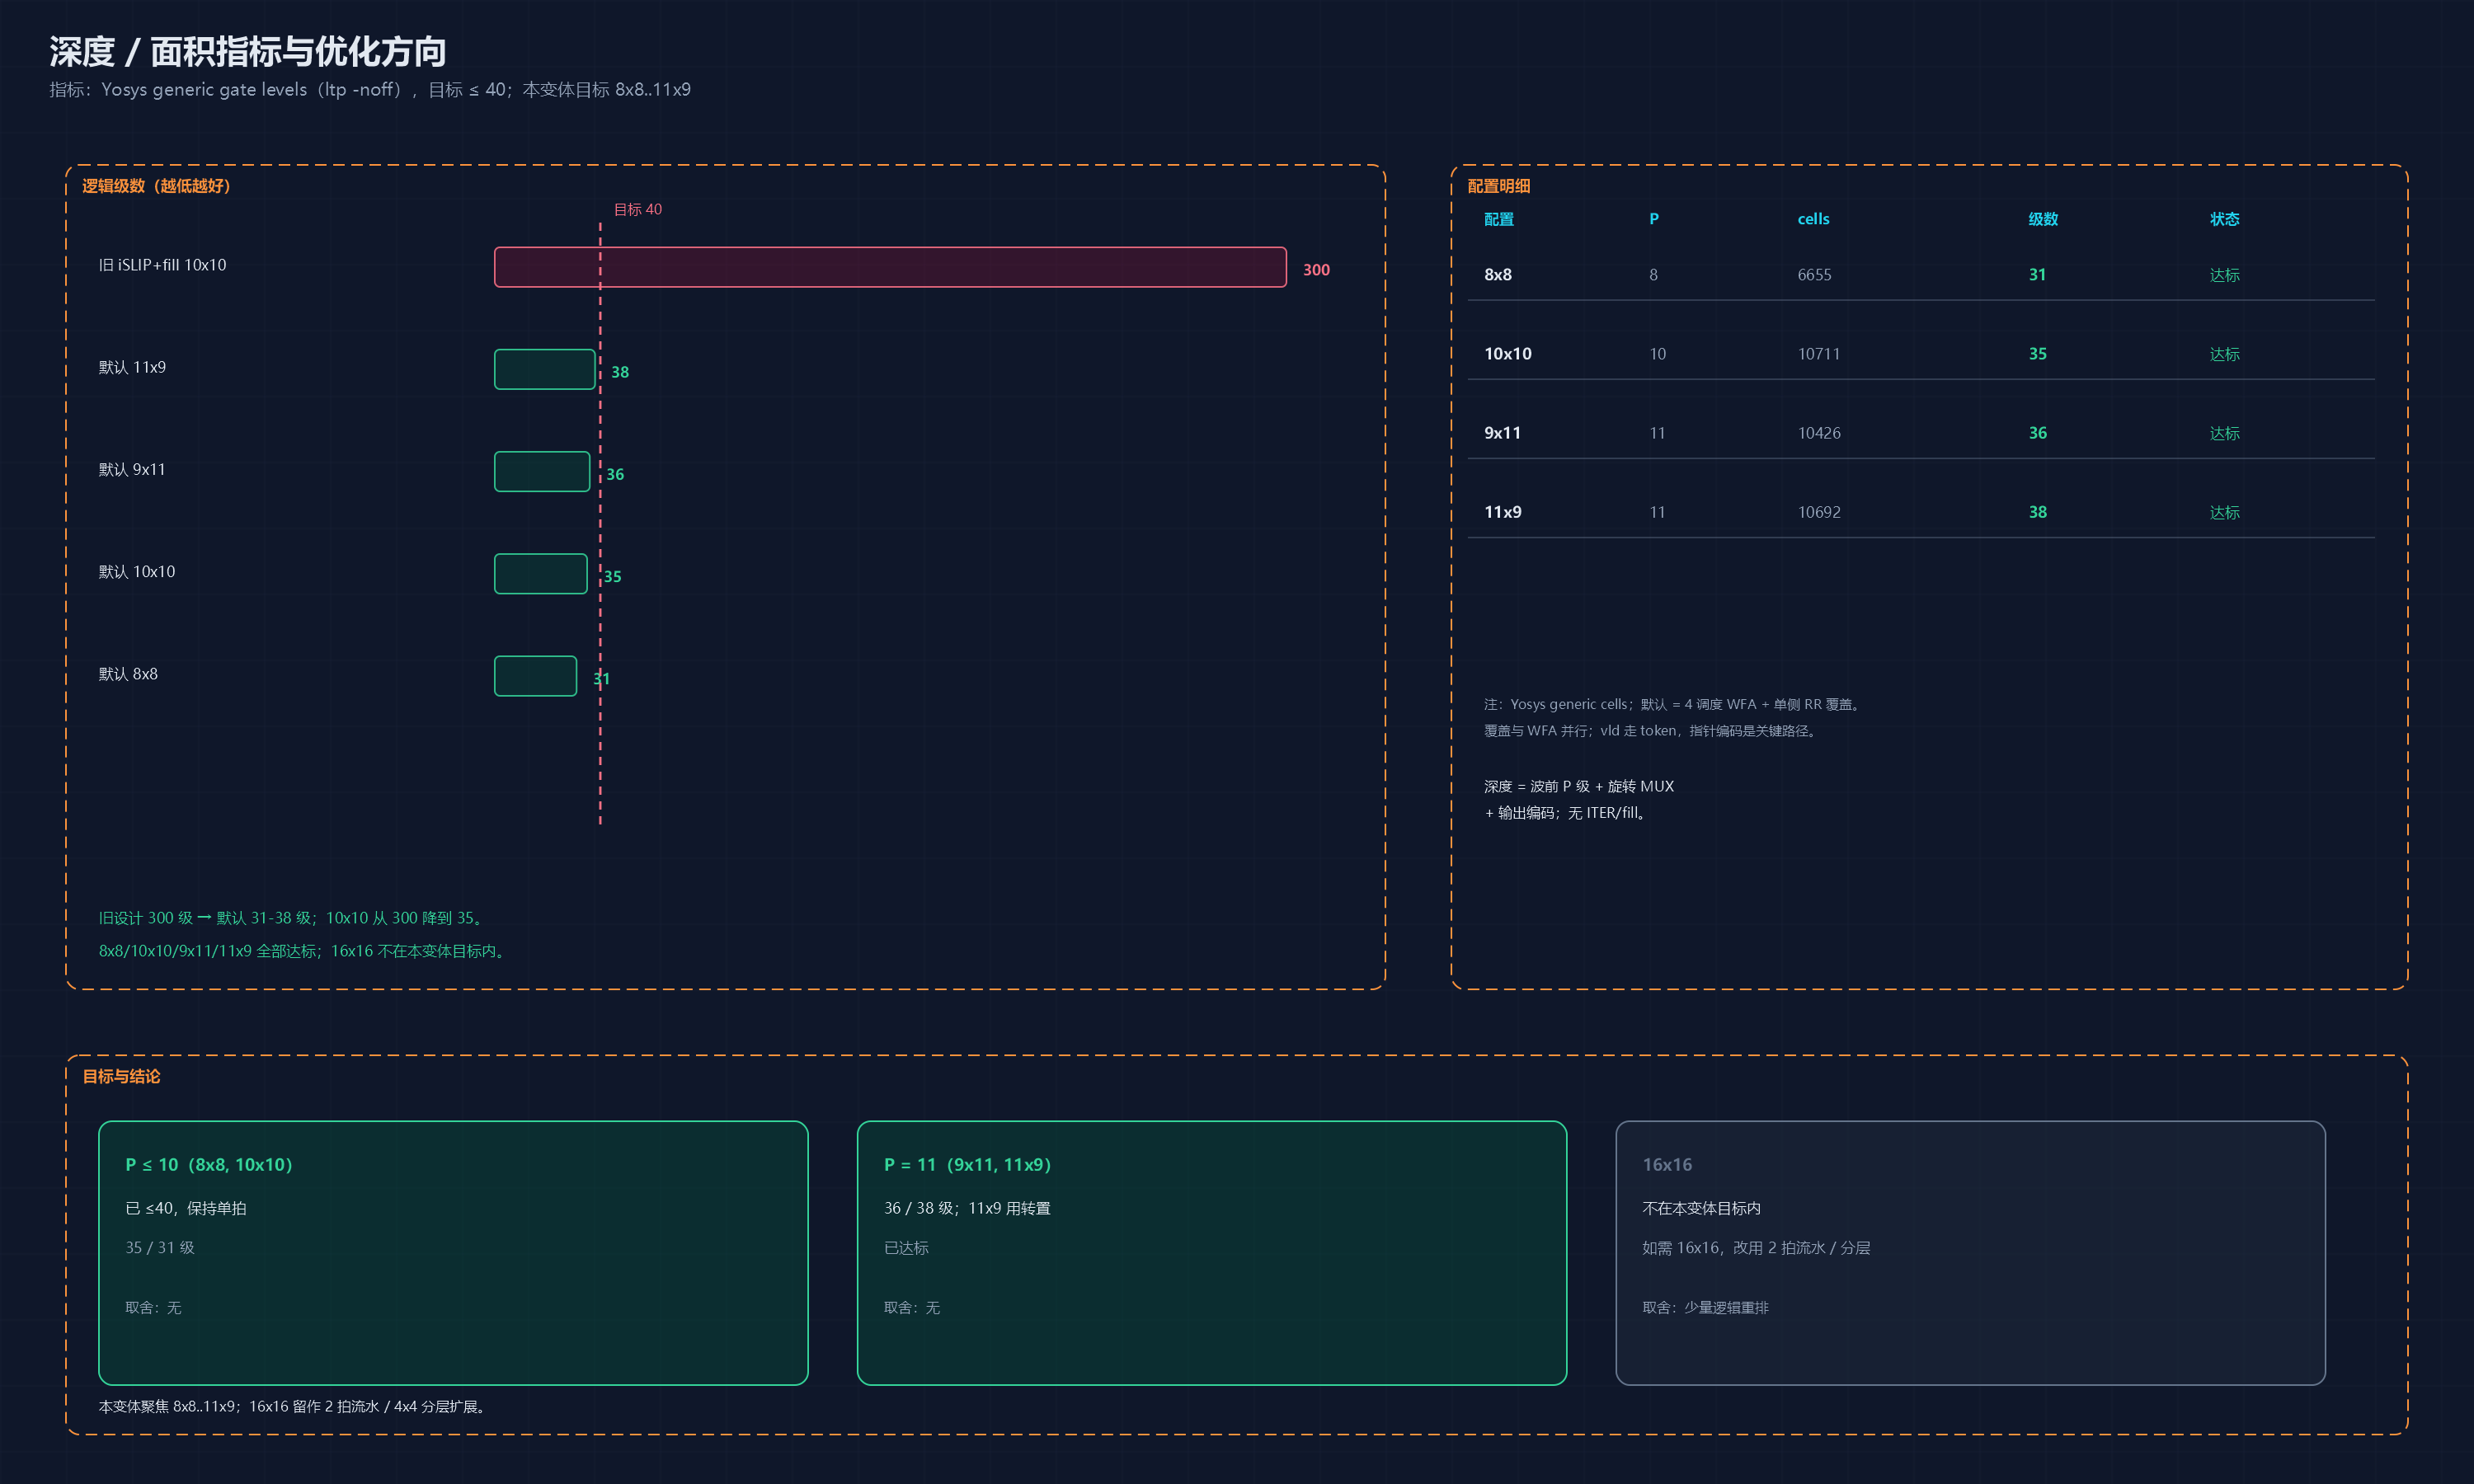 深度 / 面积指标与优化方向
指标：Yosys generic gate levels（ltp -noff），目标 ≤ 40；本变体目标 8x8..11x9
逻辑级数（越低越好）
目标 40
旧 iSLIP+fill 10x10
300
默认 11x9
38
默认 9x11
36
默认 10x10
35
默认 8x8
31
旧设计 300 级 → 默认 31-38 级；10x10 从 300 降到 35。
8x8/10x10/9x11/11x9 全部达标；16x16 不在本变体目标内。
配置明细
配置 P cells 级数 状态
8x8 8 6655 31 达标
10x10 10 10711 35 达标
9x11 11 10426 36 达标
11x9 11 10692 38 达标
注：Yosys generic cells；默认 = 4 调度 WFA + 单侧 RR 覆盖。
覆盖与 WFA 并行；vld 走 token，指针编码是关键路径。
深度 = 波前 P 级 + 旋转 MUX
+ 输出编码；无 ITER/fill。
目标与结论
P ≤ 10（8x8, 10x10）
已 ≤40，保持单拍
35 / 31 级
取舍：无
P = 11（9x11, 11x9）
36 / 38 级；11x9 用转置
已达标
取舍：无
16x16
不在本变体目标内
如需 16x16，改用 2 拍流水 / 分层
取舍：少量逻辑重排
本变体聚焦 8x8..11x9；16x16 留作 2 拍流水 / 4x4 分层扩展。